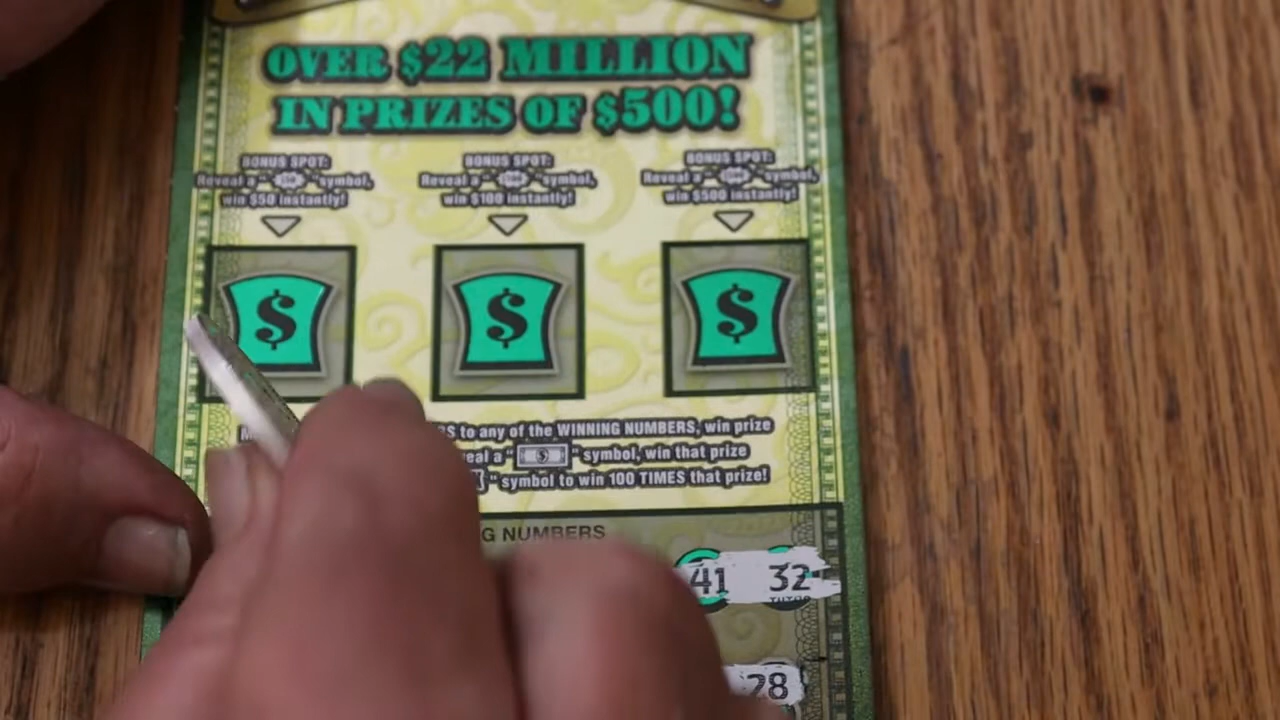 OVER $22 MILLION
IN PRIZES OF $500!
BONUS SPOT:
Reveal a " " symbol,
win $50 instantly!
BONUS SPOT:
Reveal a " " symbol,
win $100 instantly!
BONUS SPOT:
Reveal a " " symbol,
win $500 instantly!
$
$
$
S to any of the WINNING NUMBERS, win prize
eal a " $ " symbol, win that prize
" symbol to win 100 TIMES that prize!
G NUMBERS
41 32
28